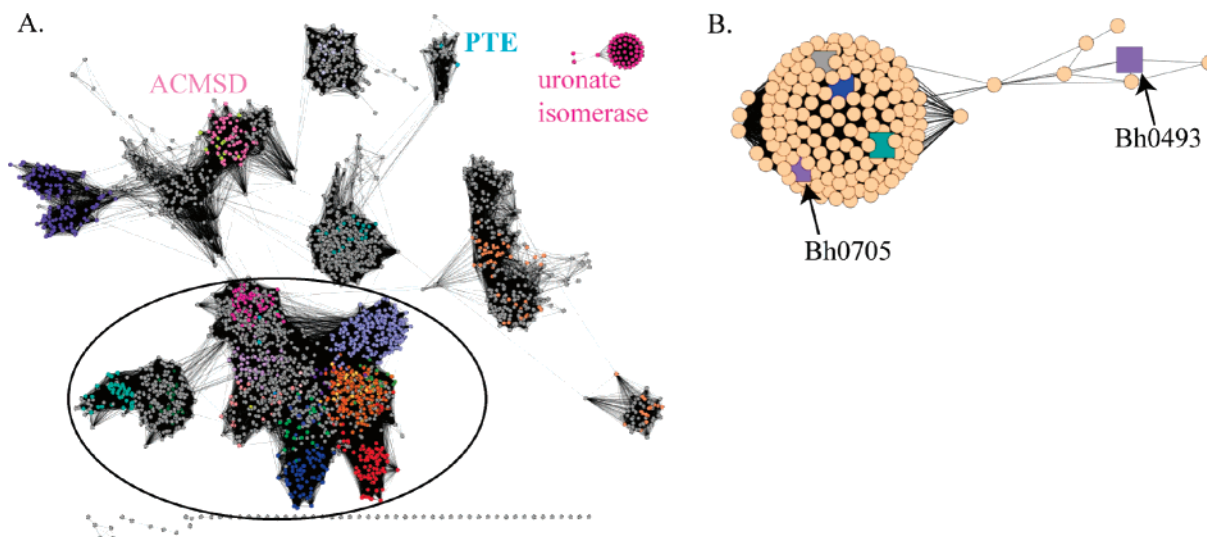 A.
ACMSD
PTE
uronate
isomerase
B.
Bh0493
Bh0705